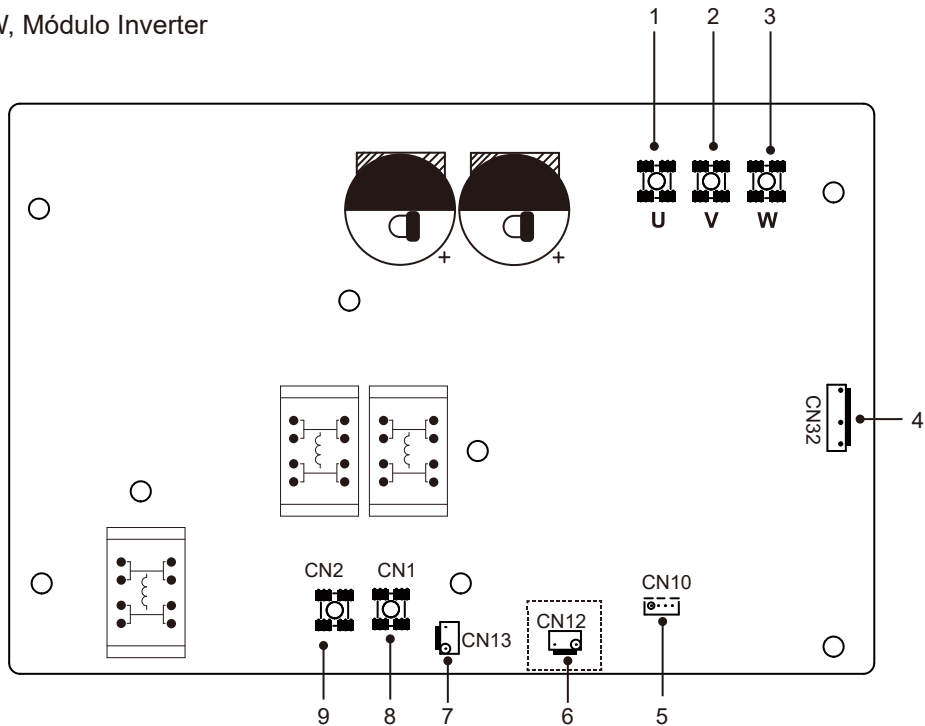 W, Módulo Inverter
1 2 3
U V W
+ +
CN32
4
CN2 CN1
CN10
CN12
CN13
9 8 7 6 5